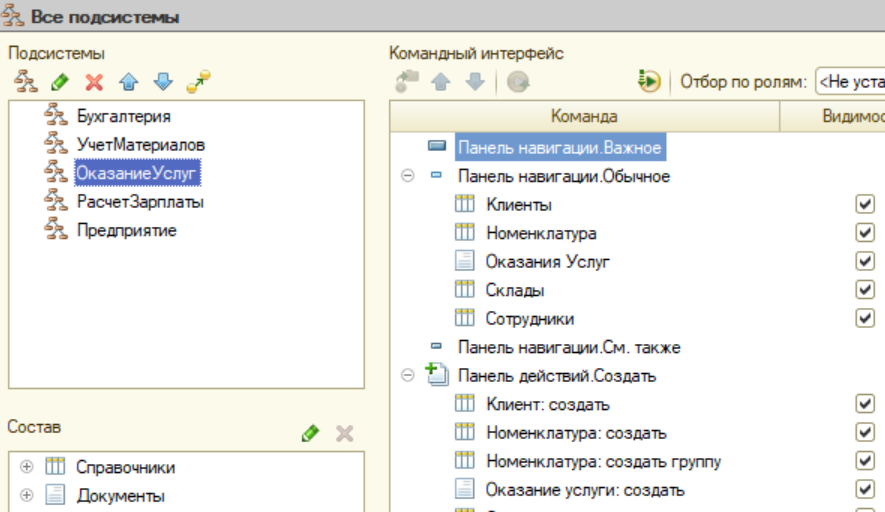 Все подсистемы
Подсистемы
Бухгалтерия
УчетМатериалов
ОказаниеУслуг
РасчетЗарплаты
Предприятие
Состав
Справочники
Документы
Командный интерфейс
Отбор по ролям: <Не уста
Команда Видимос
Панель навигации.Важное
Панель навигации.Обычное
Клиенты
Номенклатура
Оказания Услуг
Склады
Сотрудники
Панель навигации.См. также
Панель действий.Создать
Клиент: создать
Номенклатура: создать
Номенклатура: создать группу
Оказание услуги: создать